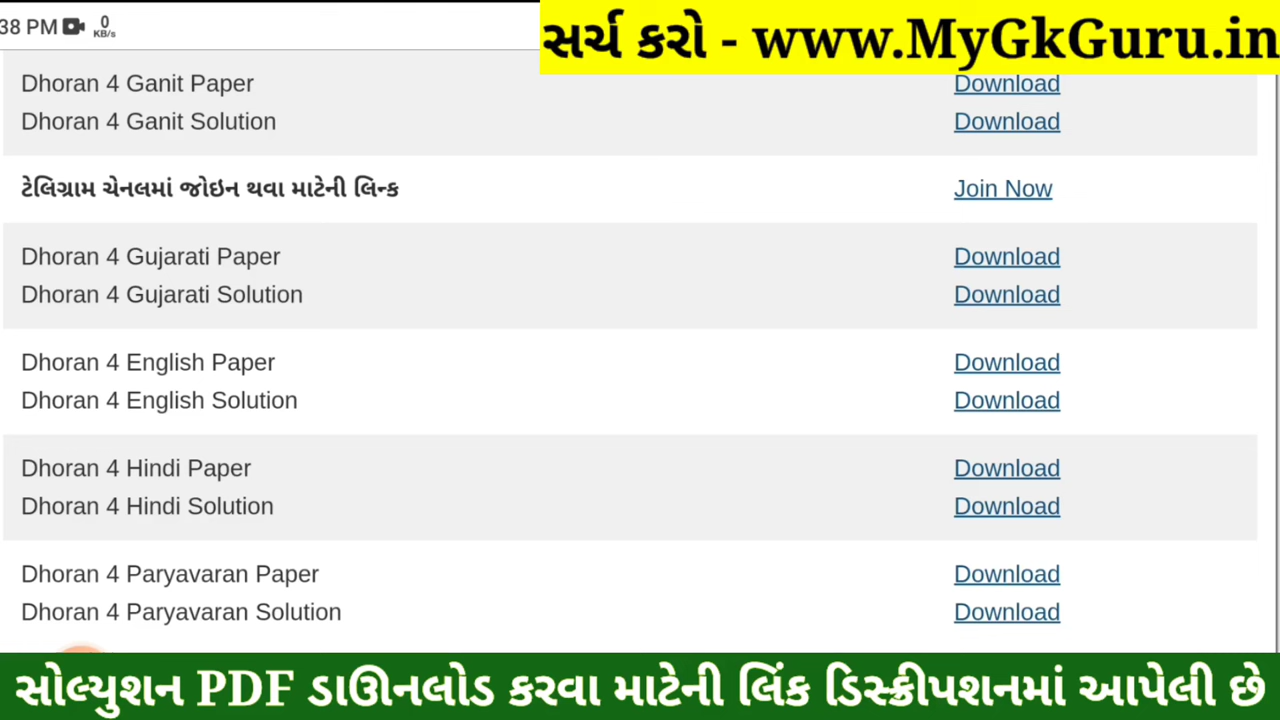 38 PM 0 KB/s
સર્ચ કરો - www.MyGkGuru.in
Dhoran 4 Ganit Paper Download
Dhoran 4 Ganit Solution Download
ટેલિગ્રામ ચેનલમાં જોઇન થવા માટેની લિન્ક Join Now
Dhoran 4 Gujarati Paper Download
Dhoran 4 Gujarati Solution Download
Dhoran 4 English Paper Download
Dhoran 4 English Solution Download
Dhoran 4 Hindi Paper Download
Dhoran 4 Hindi Solution Download
Dhoran 4 Paryavaran Paper Download
Dhoran 4 Paryavaran Solution Download
સોલ્યુશન PDF ડાઊનલોડ કરવા માટેની લિંક ડિસ્ક્રીપશનમાં આપેલી છે